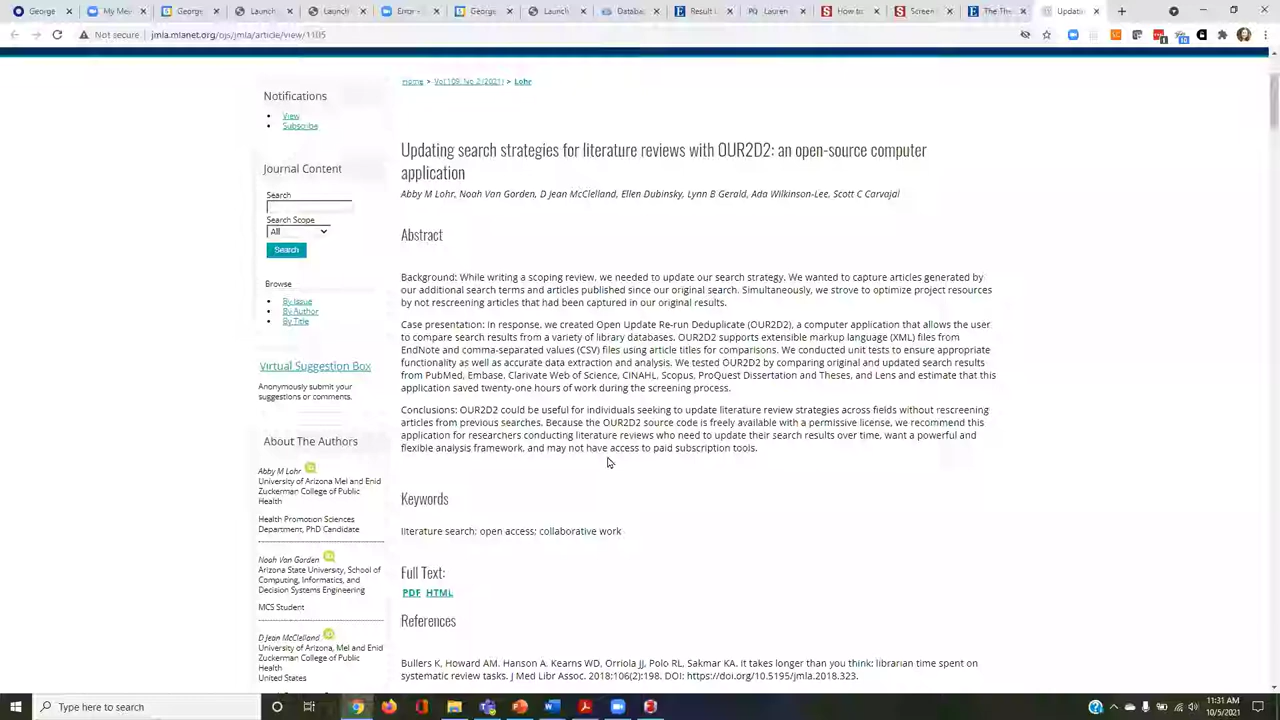 George
My Me
Georg
Launch
Launch
Error
Georg
Launch
Databa
Result L
Lauren
How to
Screen
The Th
Updati
Not secure | jmla.mlanet.org/ojs/jmla/article/view/1105
Home > Vol 109, No 2 (2021) > Lohr
Notifications
View
Subscribe
Journal Content
Search
Search Scope
All
Search
Browse
By Issue
By Author
By Title
Virtual Suggestion Box
Anonymously submit your
suggestions or comments.
About The Authors
Abby M Lohr
University of Arizona Mel and Enid
Zuckerman College of Public
Health
Health Promotion Sciences
Department, PhD Candidate
Noah Van Gorden
Arizona State University, School of
Computing, Informatics, and
Decision Systems Engineering
MCS Student
D Jean McClelland
University of Arizona, Mel and Enid
Zuckerman College of Public
Health
United States
Updating search strategies for literature reviews with OUR2D2: an open-source computer
application
Abby M Lohr, Noah Van Gorden, D Jean McClelland, Ellen Dubinsky, Lynn B Gerald, Ada Wilkinson-Lee, Scott C Carvajal
Abstract
Background: While writing a scoping review, we needed to update our search strategy. We wanted to capture articles generated by
our additional search terms and articles published since our original search. Simultaneously, we strove to optimize project resources
by not rescreening articles that had been captured in our original results.
Case presentation: In response, we created Open Update Re-run Deduplicate (OUR2D2), a computer application that allows the user
to compare search results from a variety of library databases. OUR2D2 supports extensible markup language (XML) files from
EndNote and comma-separated values (CSV) files using article titles for comparisons. We conducted unit tests to ensure appropriate
functionality as well as accurate data extraction and analysis. We tested OUR2D2 by comparing original and updated search results
from PubMed, Embase, Clarivate Web of Science, CINAHL, Scopus, ProQuest Dissertation and Theses, and Lens and estimate that this
application saved twenty-one hours of work during the screening process.
Conclusions: OUR2D2 could be useful for individuals seeking to update literature review strategies across fields without rescreening
articles from previous searches. Because the OUR2D2 source code is freely available with a permissive license, we recommend this
application for researchers conducting literature reviews who need to update their search results over time, want a powerful and
flexible analysis framework, and may not have access to paid subscription tools.
Keywords
literature search; open access; collaborative work
Full Text:
PDF HTML
References
Bullers K, Howard AM, Hanson A, Kearns WD, Orriola JJ, Polo RL, Sakmar KA. It takes longer than you think: librarian time spent on
systematic review tasks. J Med Libr Assoc. 2018;106(2):198. DOI: https://doi.org/10.5195/jmla.2018.323.
Type here to search
11:31 AM
10/5/2021